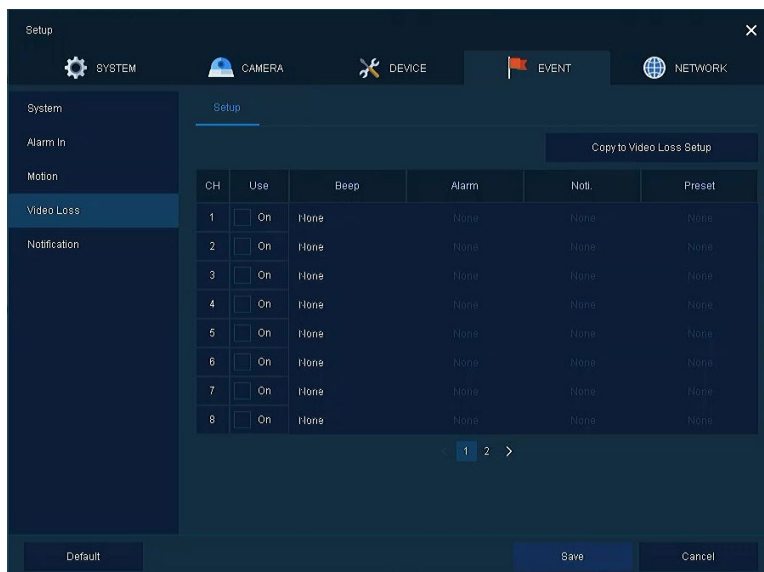 Setup
SYSTEM CAMERA DEVICE EVENT NETWORK
System
Alarm In
Motion
Video Loss
Notification
Setup
Copy to Video Loss Setup
CH Use Beep Alarm Noti. Preset
1 On None None None None
2 On None None None None
3 On None None None None
4 On None None None None
5 On None None None None
6 On None None None None
7 On None None None None
8 On None None None None
< 1 2 >
Default Save Cancel